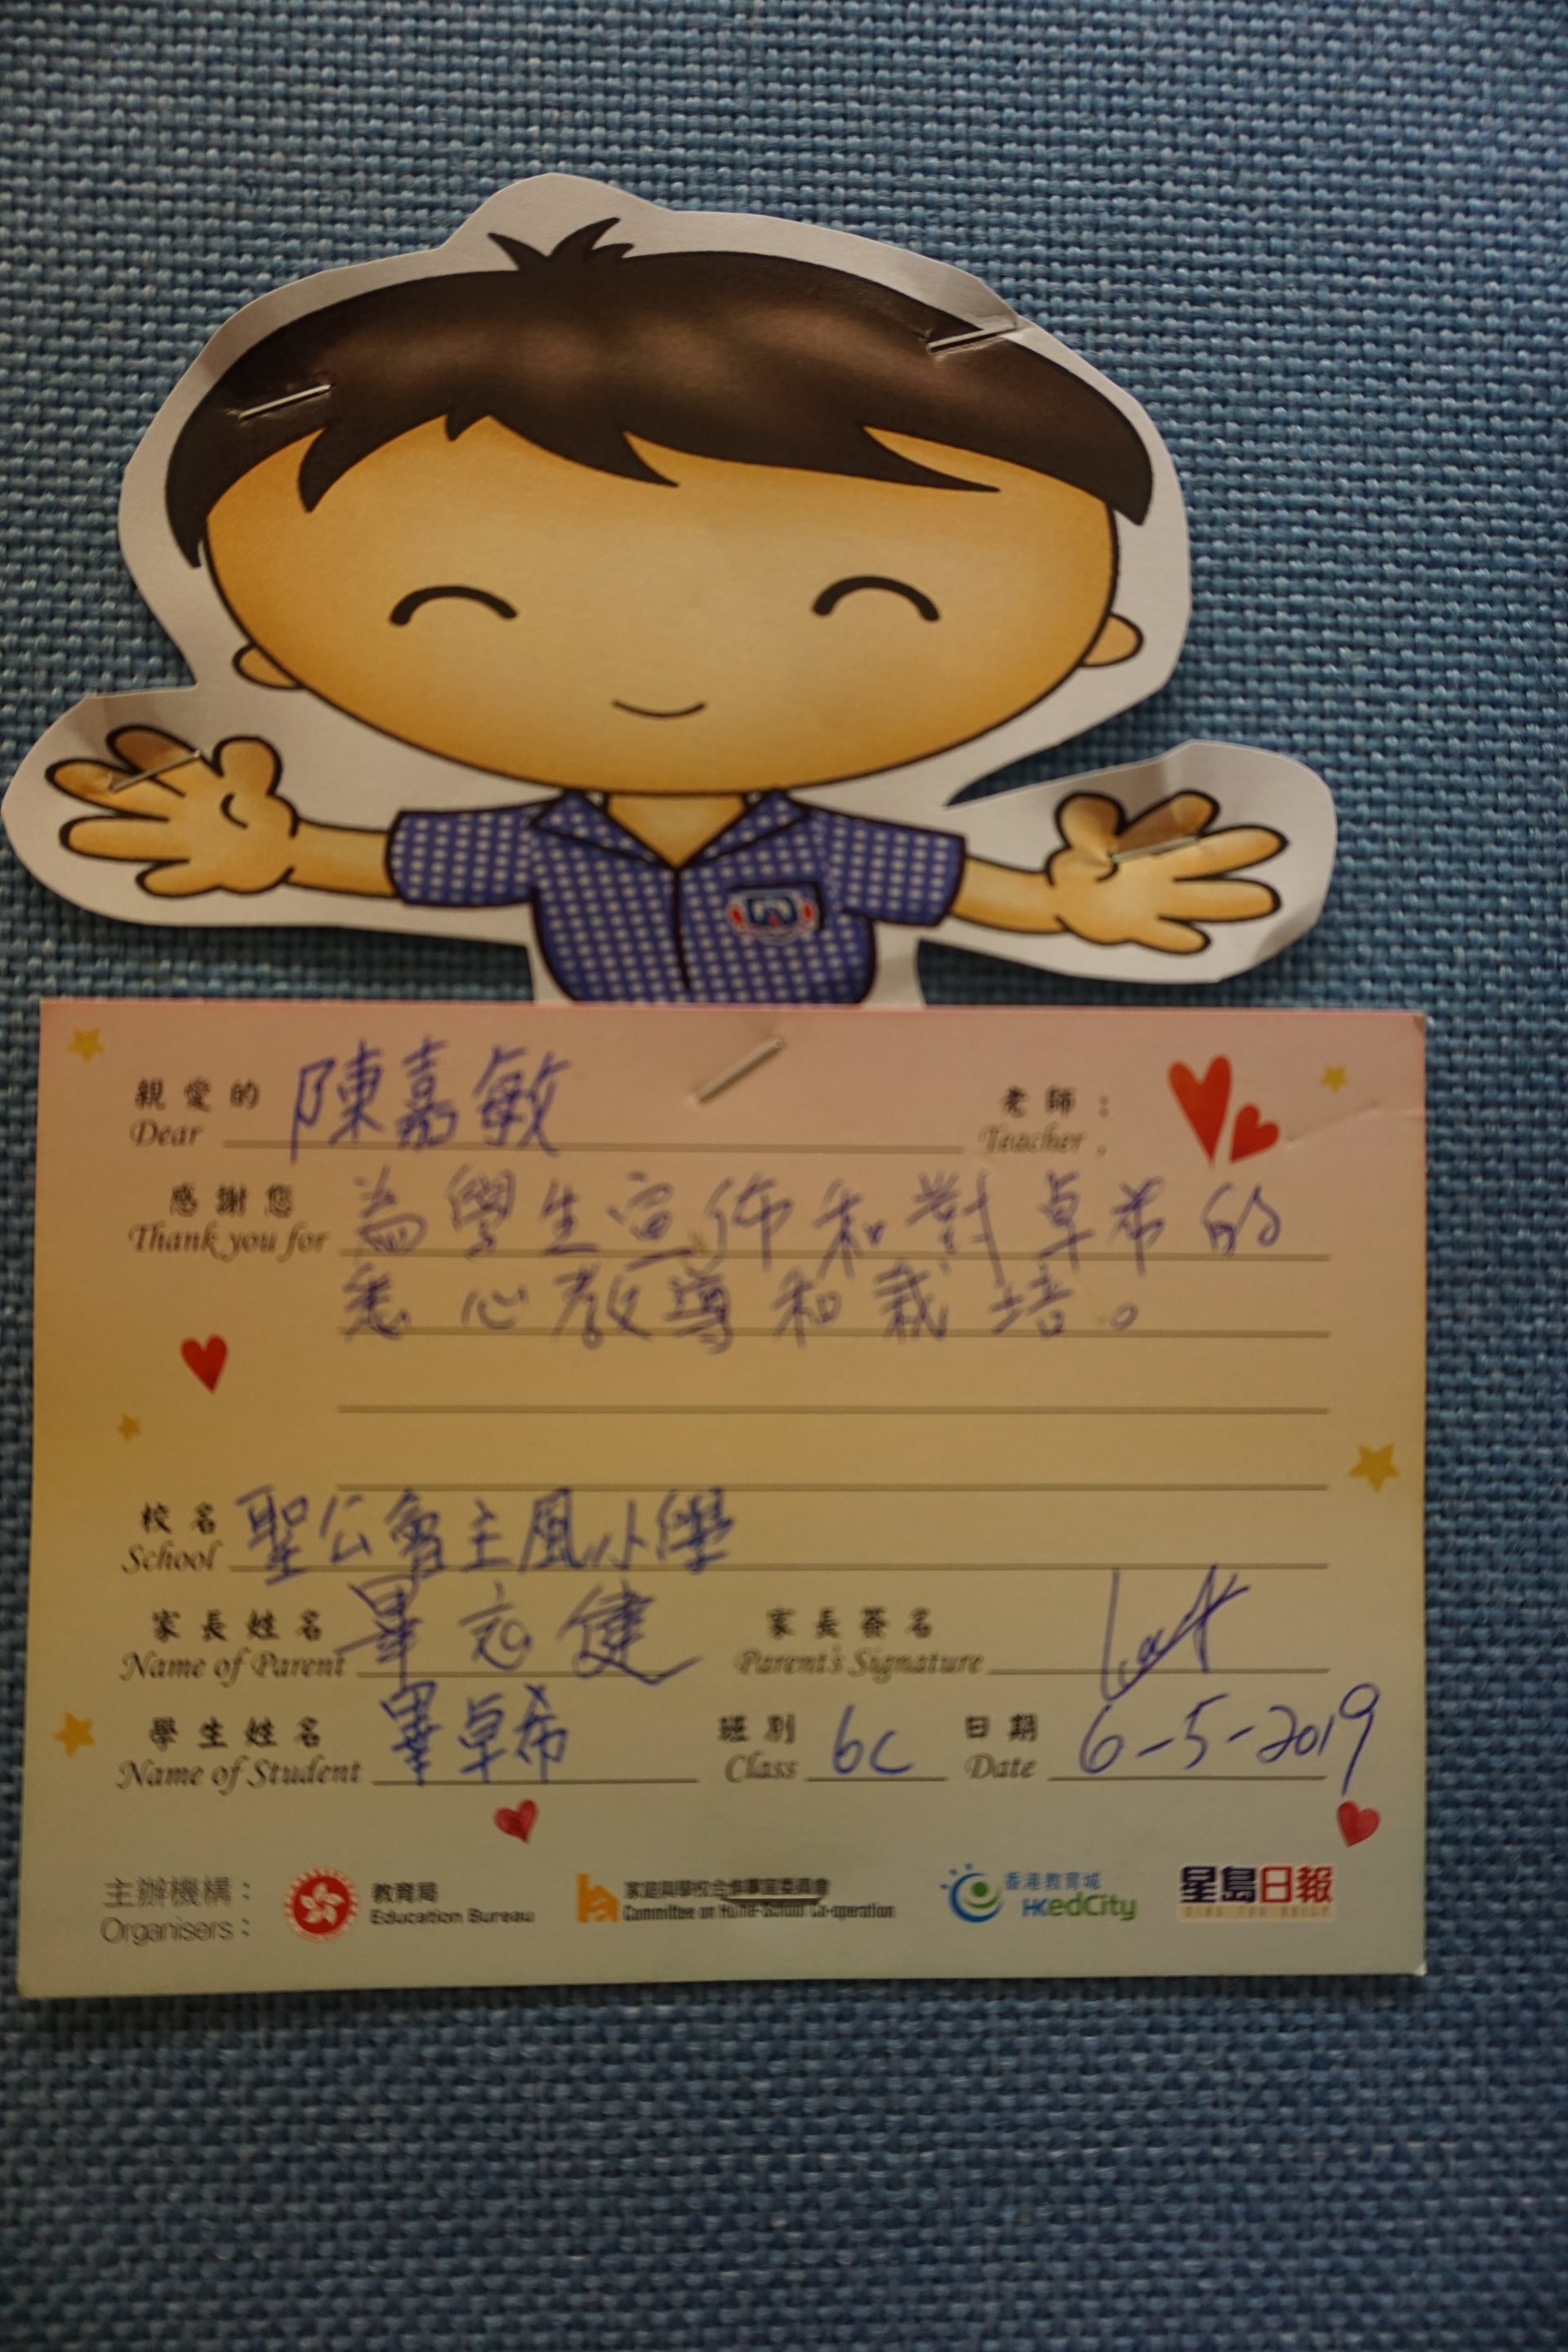 親愛的 陳嘉敏 老師：
Dear Teacher,
感謝您 為學生宣佈和對卓希的
Thank you for
悉心教導和栽培。
校名 聖公會主風小學
School
家長姓名 畢志健 家長簽名
Name of Parent Parent's Signature
學生姓名 畢卓希 班別 6C 日期 6-5-2019
Name of Student Class Date
主辦機構： 教育局 家庭與學校合作事宜委員會 香港教育城 星島日報
Organisers： Education Bureau Committee on Home-School Co-operation HKedCity